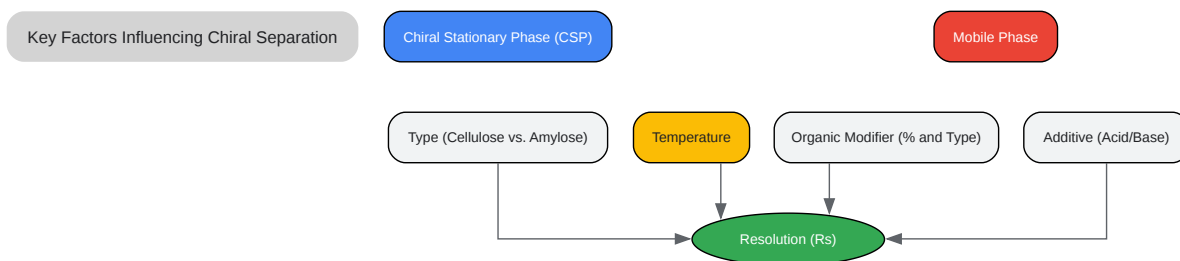 Key Factors Influencing Chiral Separation
Chiral Stationary Phase (CSP)
Mobile Phase
Type (Cellulose vs. Amylose)
Temperature
Organic Modifier (% and Type)
Additive (Acid/Base)
Resolution (Rs)